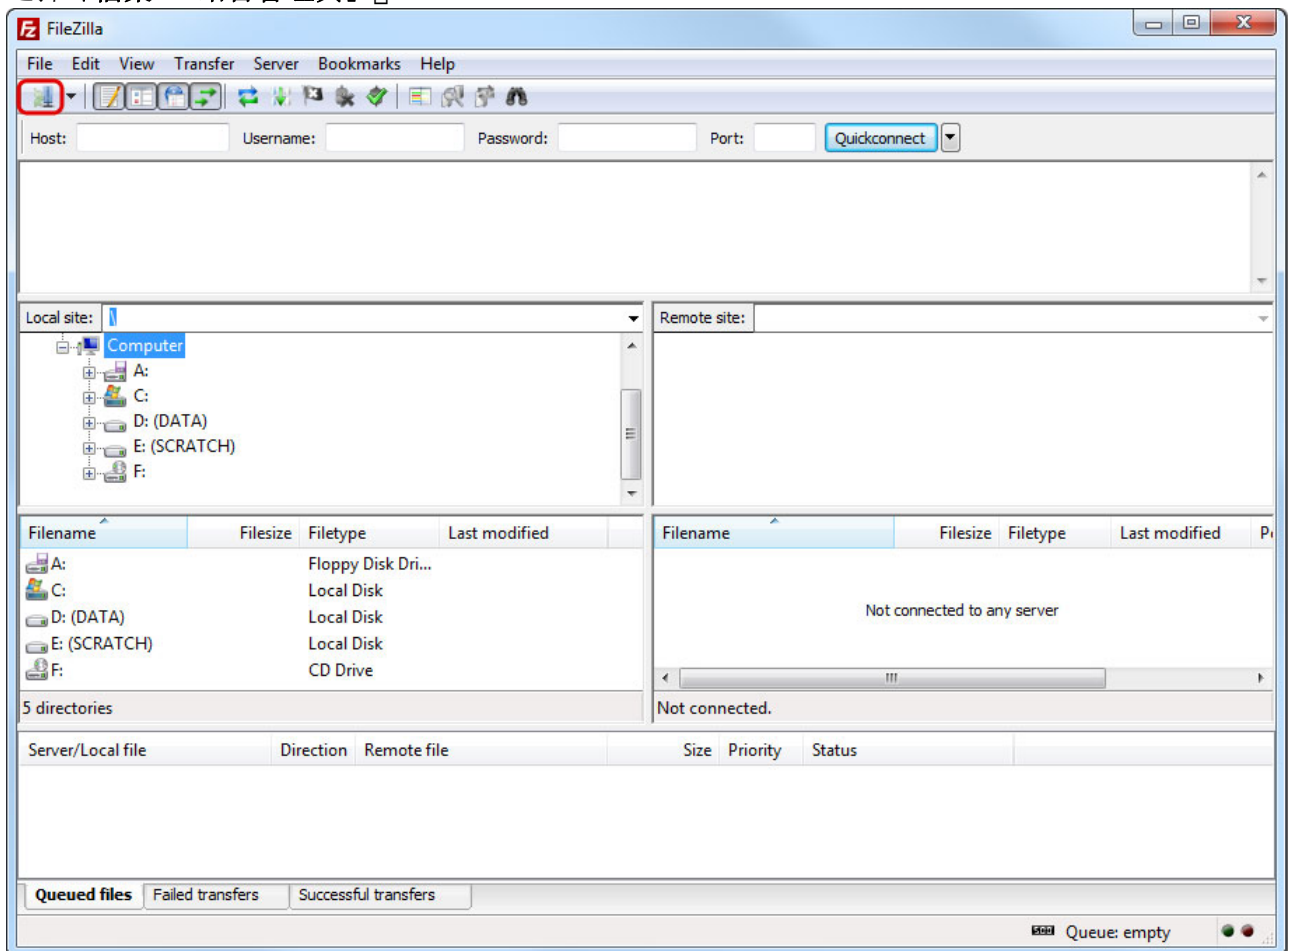 FileZilla
File Edit View Transfer Server Bookmarks Help
Host: Username: Password: Port: Quickconnect
Local site: \ Remote site:
Computer
A:
C:
D: (DATA)
E: (SCRATCH)
F:
Filename Filesize Filetype Last modified Filename Filesize Filetype Last modified
A: Floppy Disk Dri...
C: Local Disk
D: (DATA) Local Disk
Not connected to any server
E: (SCRATCH) Local Disk
F: CD Drive
5 directories Not connected.
Server/Local file Direction Remote file Size Priority Status
Queued files Failed transfers Successful transfers
Queue: empty